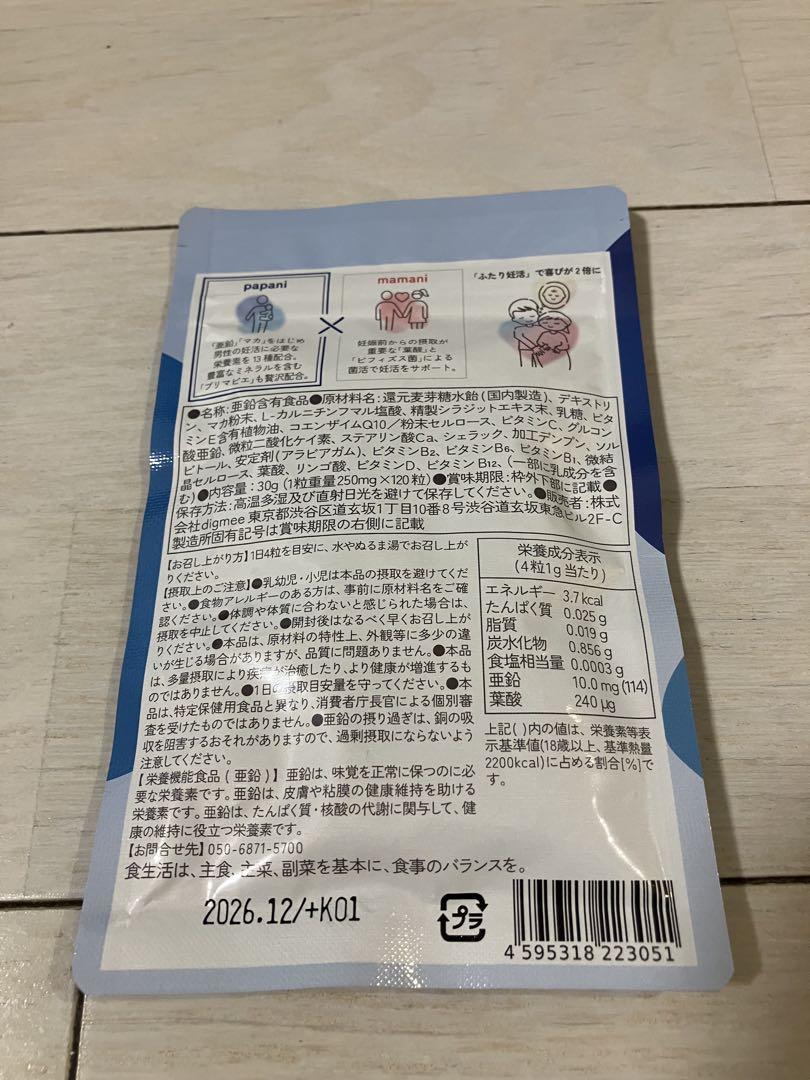 papani
「亜鉛」「マカ」をはじめ
男性の妊活に必要な
栄養素を13種配合。
豊富なミネラルを含む
「プリマビエ」も贅沢配合。
×
mamani
妊娠前からの摂取が
重要な「葉酸」と
「ビフィズス菌」による
菌活で妊活をサポート。
「ふたり妊活」で喜びが2倍に
●名称:亜鉛含有食品●原材料名:還元麦芽糖水飴(国内製造)、デキストリ
ン、マカ粉末、L-カルニチンフマル塩酸、精製シラジットエキス末、乳糖、ビタ
ミンE含有植物油、コエンザイムQ10/粉末セルロース、ビタミンC、グルコン
酸亜鉛、微粒二酸化ケイ素、ステアリン酸Ca、シェラック、加工デンプン、ソル
ビトール、安定剤(アラビアガム)、ビタミンB2、ビタミンB6、ビタミンB1、微結
晶セルロース、葉酸、リンゴ酸、ビタミンD、ビタミンB12、(一部に乳成分を含
む)●内容量:30g(1粒重量250mg×120粒)●賞味期限:枠外下部に記載●
保存方法:高温多湿及び直射日光を避けて保存してください。●販売者:株式
会社digmee 東京都渋谷区道玄坂1丁目10番8号渋谷道玄坂東急ビル2F-C
製造所固有記号は賞味期限の右側に記載
【お召し上がり方】1日4粒を目安に、水やぬるま湯でお召し上が
りください。
【摂取上のご注意】●乳幼児・小児は本品の摂取を避けてくだ
さい。●食物アレルギーのある方は、事前に原材料名をご確
認ください。●体調や体質に合わないと感じられた場合は、
摂取を中止してください。●開封後はなるべく早くお召し上が
りください。●本品は、原材料の特性上、外観等に多少の違
いが生じる場合がありますが、品質に問題ありません。●本品
は、多量摂取により疾病が治癒したり、より健康が増進するも
のではありません。●1日の摂取目安量を守ってください。●本
品は、特定保健用食品と異なり、消費者庁長官による個別審
査を受けたものではありません。●亜鉛の摂り過ぎは、銅の吸
収を阻害するおそれがありますので、過剰摂取にならないよう
注意してください。
【栄養機能食品(亜鉛)】亜鉛は、味覚を正常に保つのに必
要な栄養素です。亜鉛は、皮膚や粘膜の健康維持を助ける
栄養素です。亜鉛は、たんぱく質・核酸の代謝に関与して、健
康の維持に役立つ栄養素です。
【お問合せ先】050-6871-5700
食生活は、主食、主菜、副菜を基本に、食事のバランスを。
栄養成分表示
(4粒1g当たり)
エネルギー 3.7kcal
たんぱく質 0.025g
脂質 0.019g
炭水化物 0.856g
食塩相当量 0.0003g
亜鉛 10.0mg(114)
葉酸 240μg
上記( )内の値は、栄養素等表
示基準値(18歳以上、基準熱量
2200kcal)に占める割合[%]で
す。
2026.12/+K01
プラ
4 595318 223051